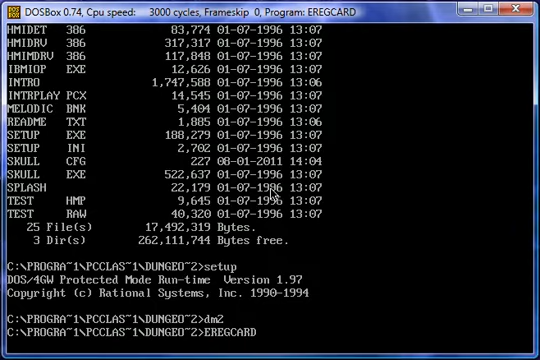 DOSBox 0.74, Cpu speed: 3000 cycles, Frameskip 0, Program: EREGCARD
HMIDET 386 83,774 01-07-1996 13:07
HMIDRV 386 317,317 01-07-1996 13:07
HMIMDRV 386 117,848 01-07-1996 13:07
IBMIOP EXE 12,626 01-07-1996 13:07
INTRO 1,747,588 01-07-1996 13:06
INTRPLAY PCX 14,545 01-07-1996 13:07
MELODIC BNK 5,404 01-07-1996 13:07
README TXT 1,885 01-07-1996 13:06
SETUP EXE 188,279 01-07-1996 13:07
SETUP INI 2,702 01-07-1996 13:07
SKULL CFG 227 08-01-2011 14:04
SKULL EXE 522,637 01-07-1996 13:07
SPLASH 22,179 01-07-1996 13:07
TEST HMP 9,645 01-07-1996 13:07
TEST RAW 40,320 01-07-1996 13:07
25 File(s) 17,492,319 Bytes.
3 Dir(s) 262,111,744 Bytes free.
C:\PROGRA~1\PCCLAS~1\DUNGEO~2>setup
DOS/4GW Protected Mode Run-time Version 1.97
Copyright (c) Rational Systems, Inc. 1990-1994
C:\PROGRA~1\PCCLAS~1\DUNGEO~2>dm2
C:\PROGRA~1\PCCLAS~1\DUNGEO~2>EREGCARD